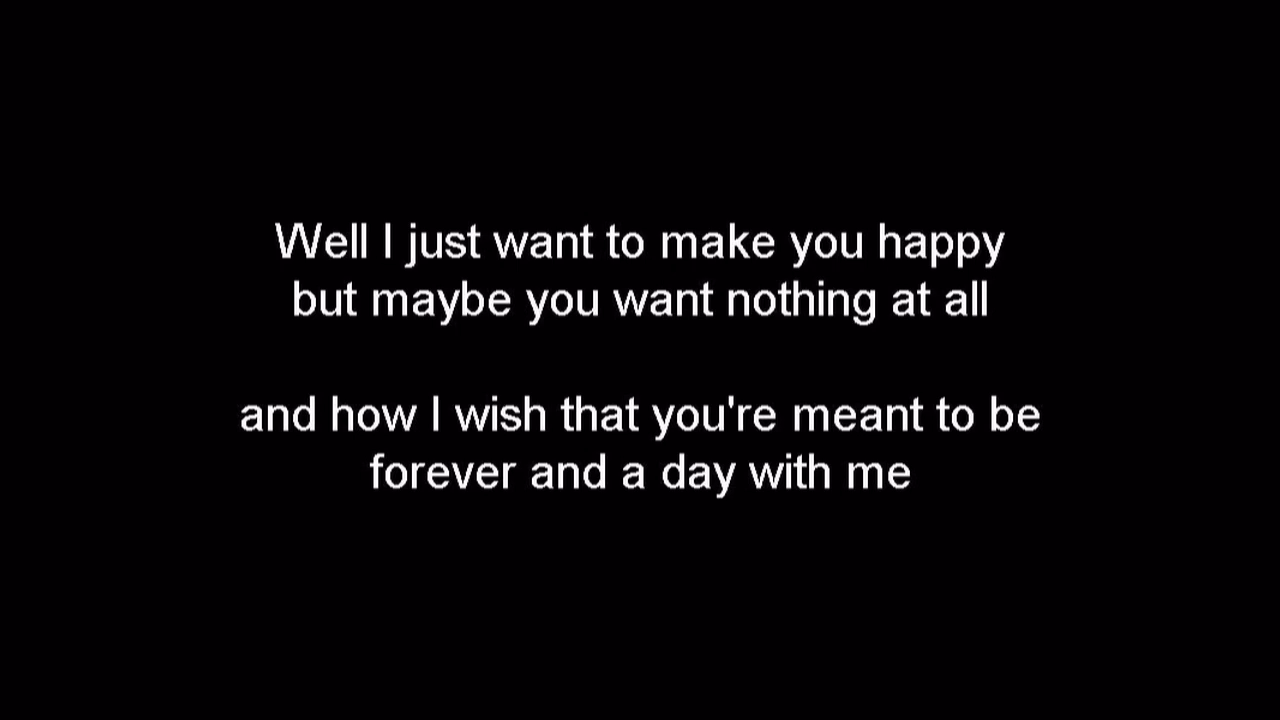 Well I just want to make you happy
but maybe you want nothing at all
and how I wish that you're meant to be
forever and a day with me